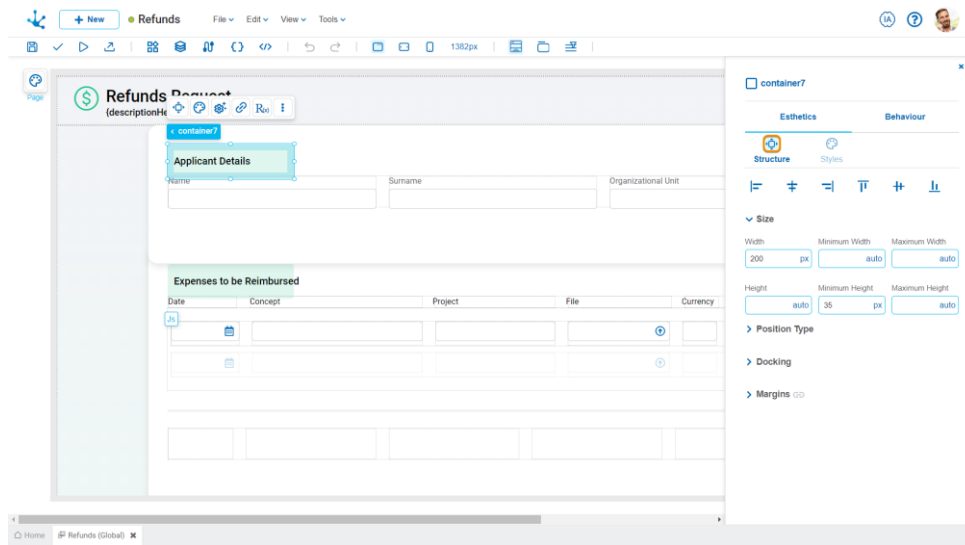 + New
Refunds
File
Edit
View
Tools
IA
?
1382px
Page
Refunds Request
{descriptionHe
R(x)
container7
Applicant Details
Name
Surname
Organizational Unit
Expenses to be Reimbursed
Date
Concept
Project
File
Currency
Js
container7
Esthetics
Behaviour
Structure
Styles
Size
Width
Minimum Width
Maximum Width
200 px
auto
auto
Height
Minimum Height
Maximum Height
auto
35 px
auto
Position Type
Docking
Margins
Home
Refunds (Global)